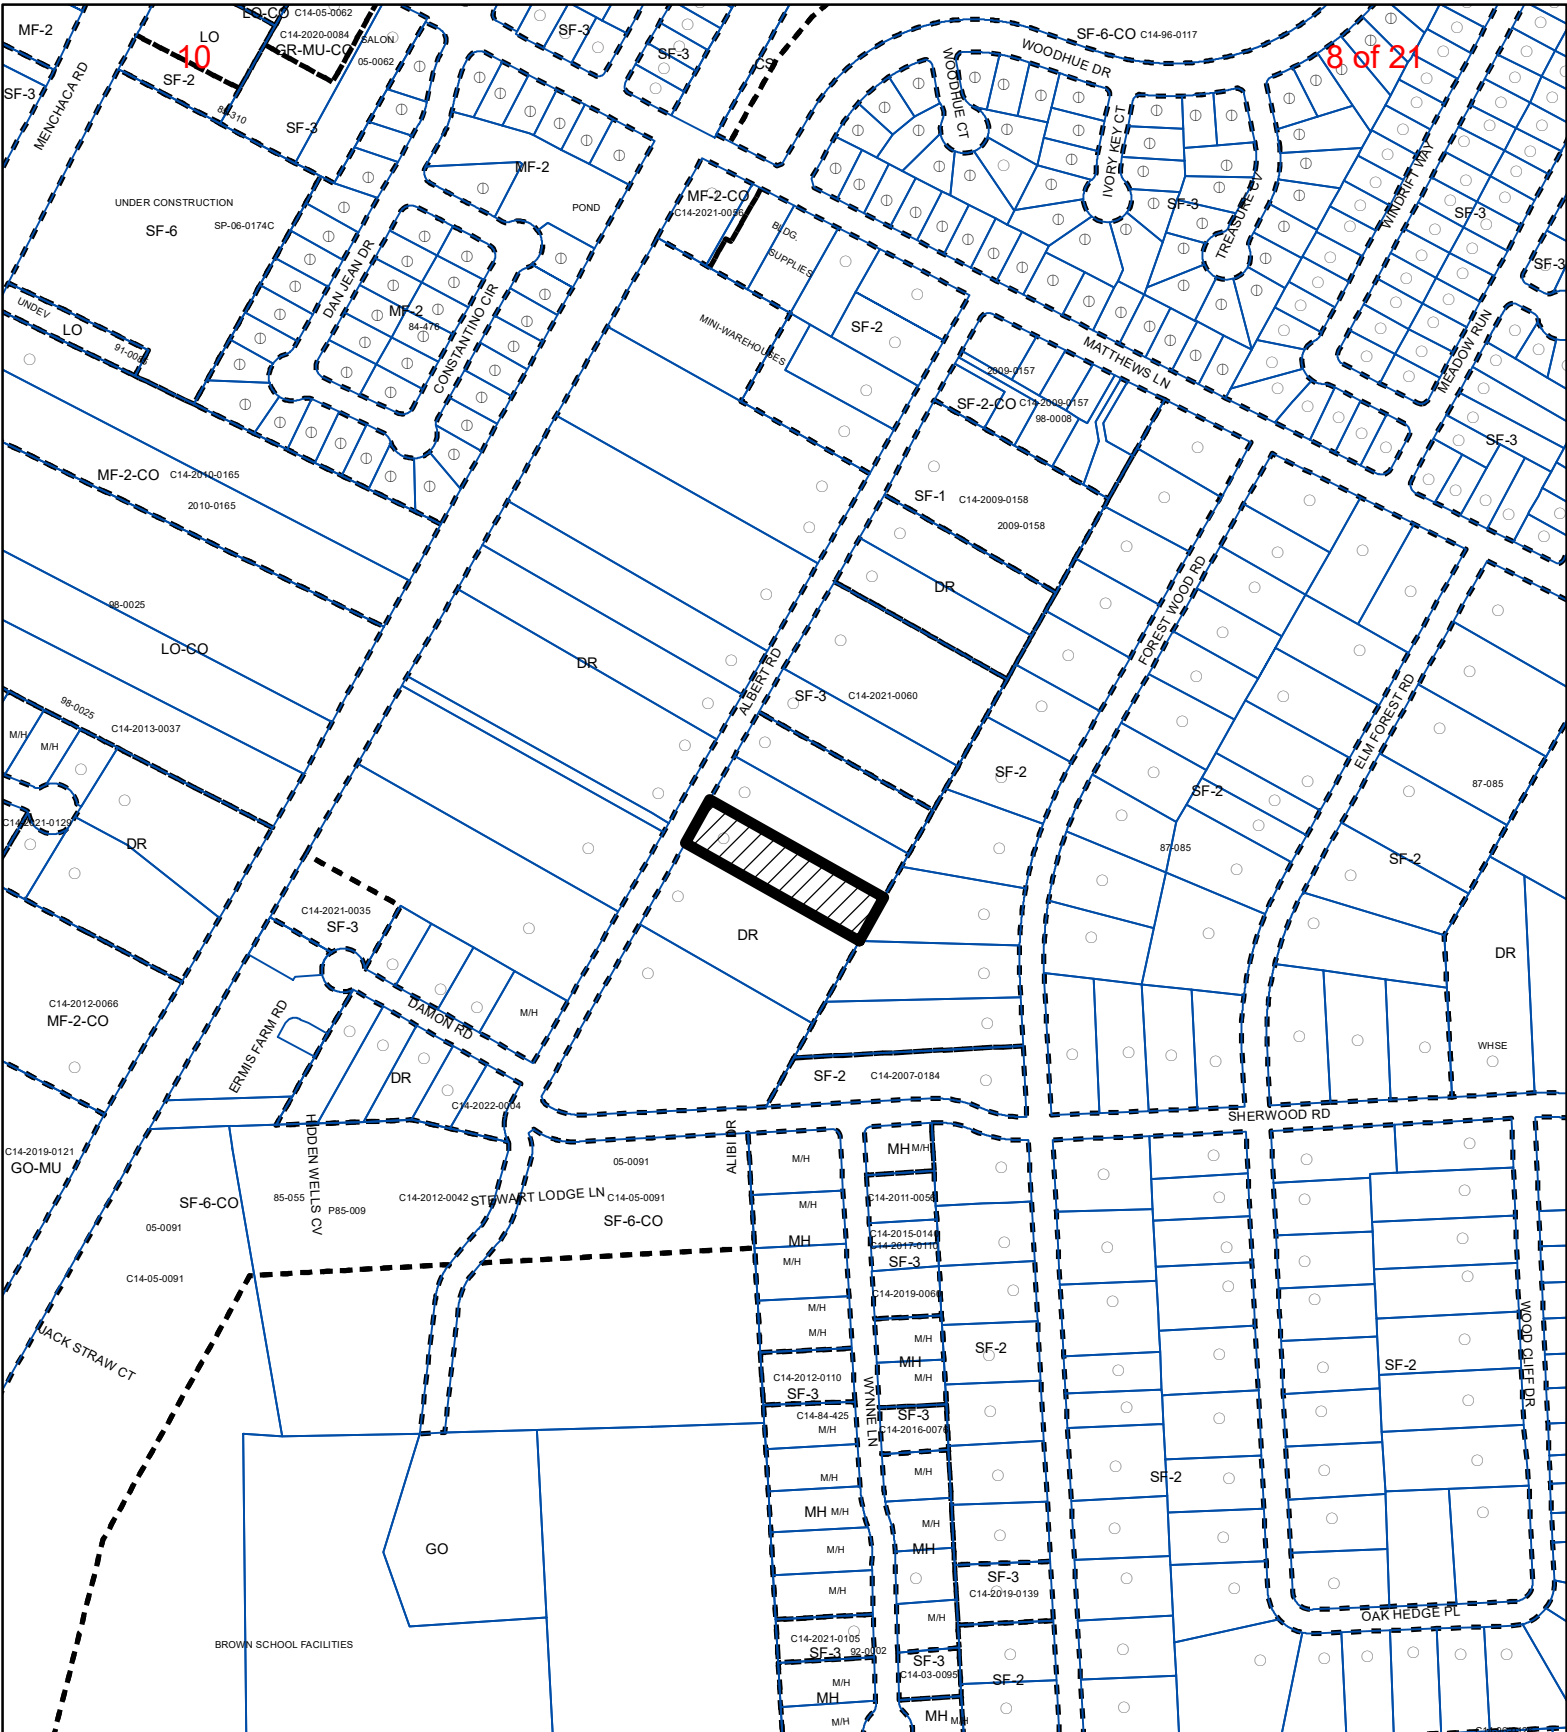 LO-CO C14-05-0062
MF-2
LO
C14-2020-0084
GR-MU-CO
SALON
05-0062
10
SF-2
SF-3
SF-3
SF-3
CS
SF-6-CO C14-96-0117
8 of 21
WOODHUE DR
WOODHUE CT
IVORY KEY CT
TREASURE CV
WINDRIFT WAY
MENCHACA RD
SF-3
SF-3
MF-2
MF-2-CO
C14-2021-0056
BLDG.
SUPPLIES
POND
UNDER CONSTRUCTION
SF-6
SP-06-0174C
DAN JEAN DR
MF-2
84-476
CONSTANTINO CIR
SF-3
SF-3
SF-3
UNDEV
LO
MINI-WAREHOUSES
SF-2
MATTHEWS LN
MEADOW RUN
2009-0157
SF-2-CO C14-2009-0157
98-0008
SF-3
MF-2-CO C14-2010-0165
2010-0165
SF-1 C14-2009-0158
2009-0158
DR
FOREST WOOD RD
98-0025
LO-CO
DR
ALBERT RD
SF-3 C14-2021-0060
ELM FOREST RD
98-0025
C14-2013-0037
M/H
M/H
SF-2
SF-2
87-085
C14-2021-0129
DR
87-085
SF-2
C14-2021-0035
SF-3
DR
DR
C14-2012-0066
MF-2-CO
DAMON RD
M/H
ERMIS FARM RD
WHSE
DR
SF-2 C14-2007-0184
C14-2022-0004
SHERWOOD RD
HIDDEN WELLS CV
ALIBI DR
C14-2019-0121
GO-MU
MH M/H
M/H
05-0091
SF-6-CO
85-055
P85-009
C14-2012-0042
STEWART LODGE LN
C14-05-0091
SF-6-CO
M/H
05-0091
C14-05-0091
MH
M/H
C14-2015-014
C14-2017-0110
SF-3
C14-2019-006
M/H
M/H
M/H
MH
M/H
JACK STRAW CT
SF-2
WOOD CLIFF DR
SF-2
C14-2012-0110
SF-3
C14-84-425
M/H
WYNNE LN
SF-3
C14-2016-007
M/H
M/H
SF-2
MH M/H
M/H
MH
M/H
GO
M/H
M/H
SF-3
C14-2019-0139
OAK HEDGE PL
BROWN SCHOOL FACILITIES
C14-2021-0105
SF-3 92-0002
SF-3
C14-03-0095
M/H
MH
M/H
SF-2
MH M/H